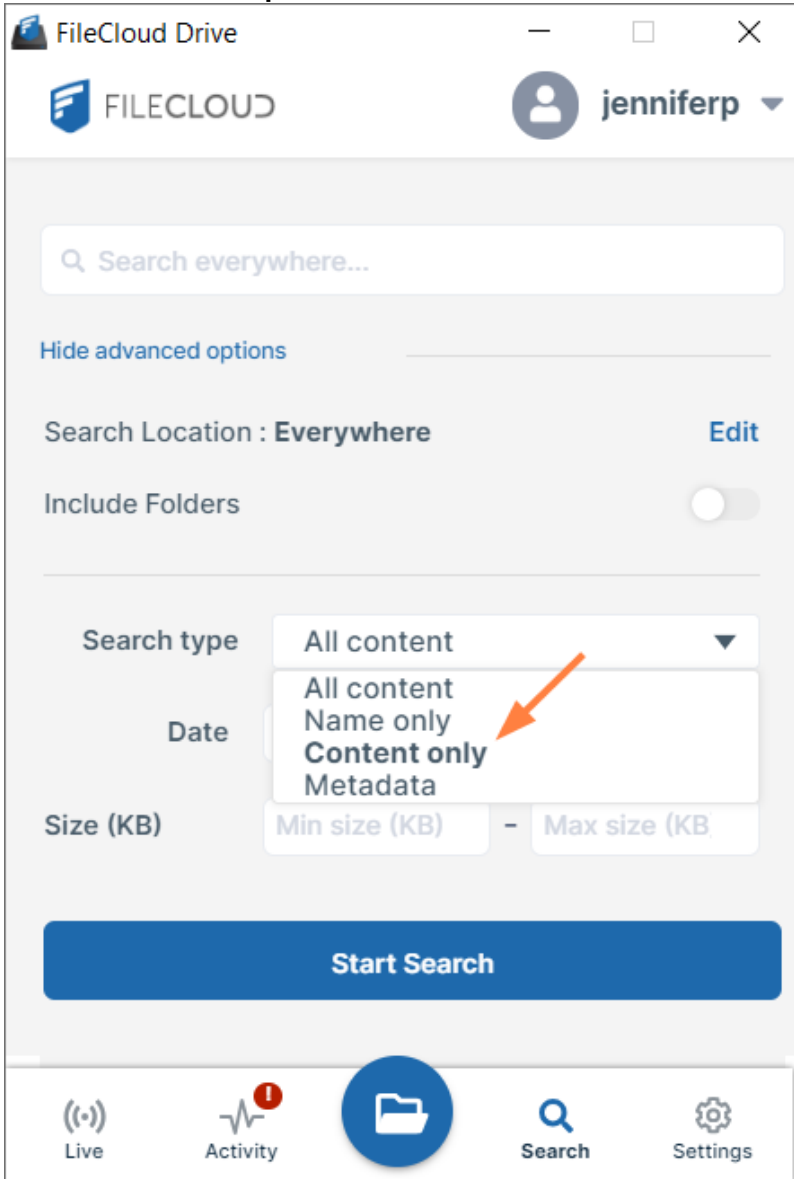 FileCloud Drive
FILECLOUD
jenniferp
Search everywhere...
Hide advanced options
Search Location : Everywhere
Edit
Include Folders
Search type
All content
All content
Name only
Date
Content only
Metadata
Size (KB)
Min size (KB)
-
Max size (KB
Start Search
!
Live
Activity
Search
Settings